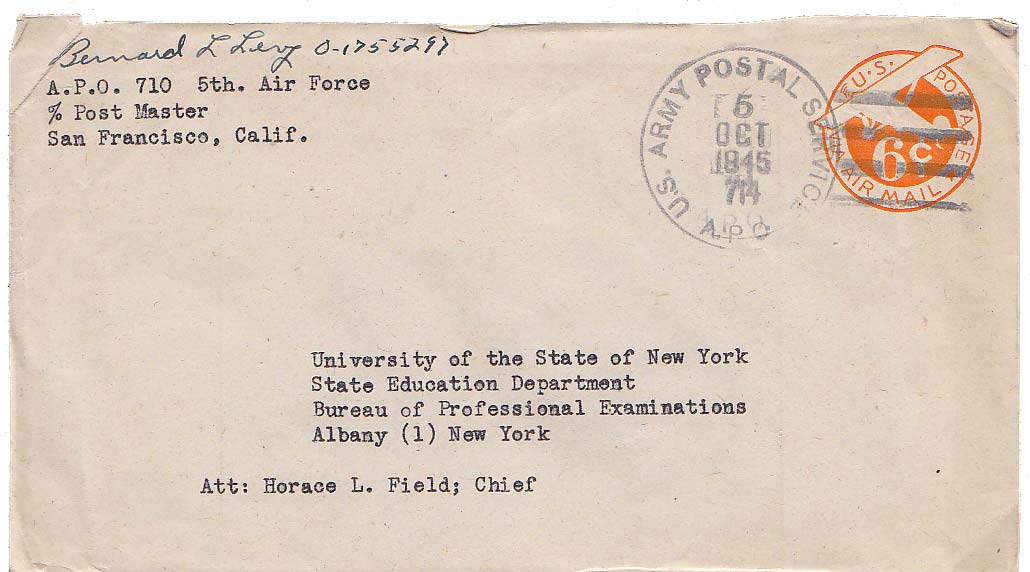 Bernard L Levy O-1755297
A.P.O. 710 5th. Air Force
% Post Master
San Francisco, Calif.
U.S. ARMY POSTAL SERVICE
5
OCT
1945
714
A.P.O.
U.S. POSTAGE
6c
VIA AIR MAIL
University of the State of New York
State Education Department
Bureau of Professional Examinations
Albany (1) New York
Att: Horace L. Field; Chief